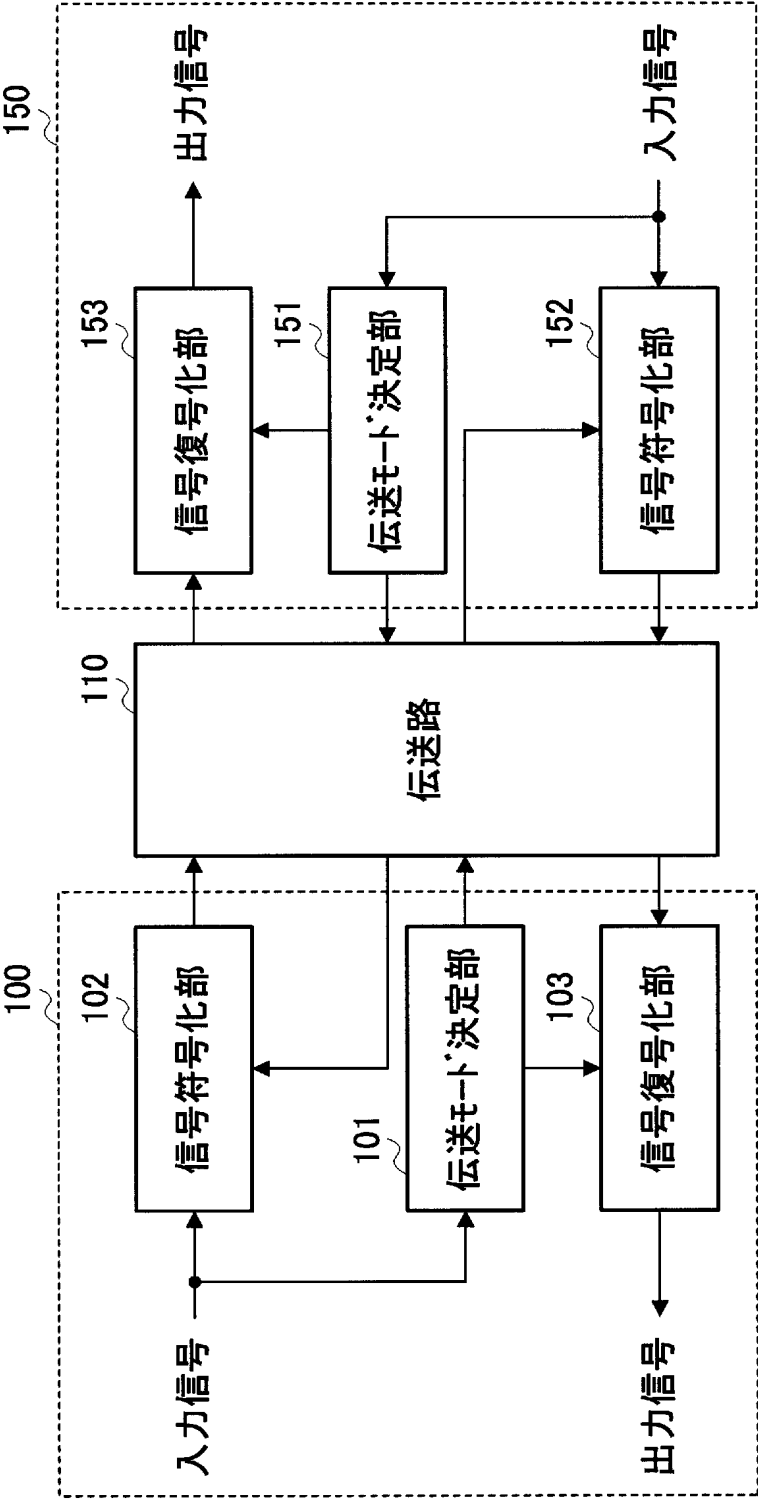 100
110
150
102
信号符号化部
入力信号
101
伝送ﾓｰﾄﾞ決定部
103
信号復号化部
出力信号
伝送路
153
信号復号化部
出力信号
151
伝送ﾓｰﾄﾞ決定部
152
信号符号化部
入力信号